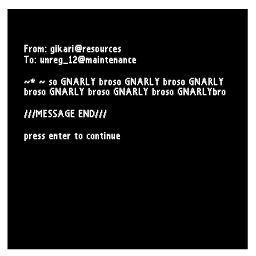 From: gikari@resources
To: unreg_12@maintenance
~* ~ so GNARLY broso GNARLY broso GNARLY
broso GNARLY broso GNARLY broso GNARLYbro
///MESSAGE END///
press enter to continue